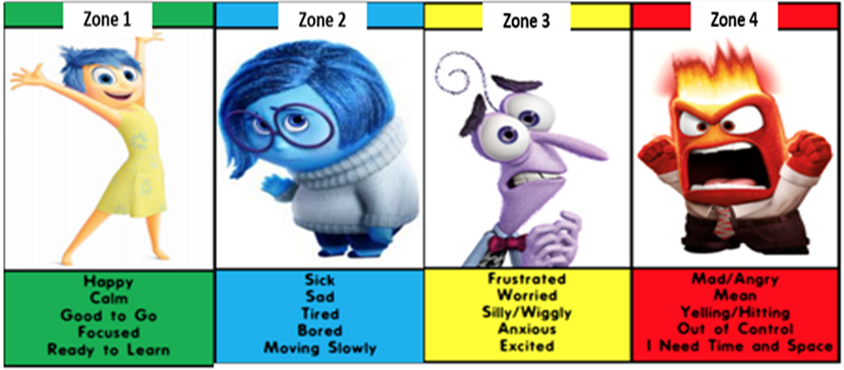 Zone 1
Happy
Calm
Good to Go
Focused
Ready to Learn
Zone 2
Sick
Sad
Tired
Bored
Moving Slowly
Zone 3
Frustrated
Worried
Silly/Wiggly
Anxious
Excited
Zone 4
Mad/Angry
Mean
Yelling/Hitting
Out of Control
I Need Time and Space